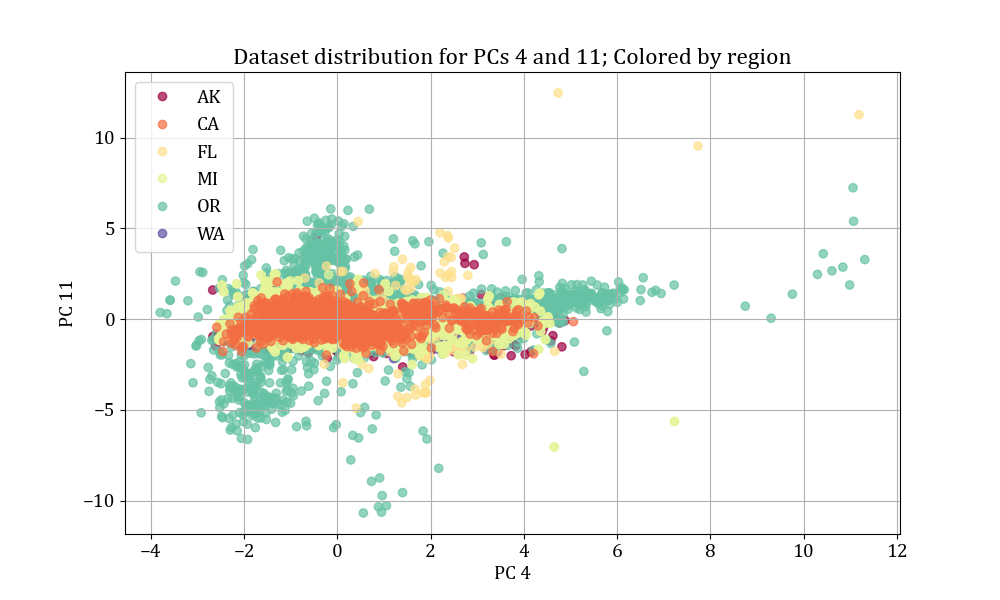 Dataset distribution for PCs 4 and 11; Colored by region
AK
CA
FL
MI
OR
WA
10
5
0
−5
−10
PC 11
−4
−2
0
2
4
6
8
10
12
PC 4